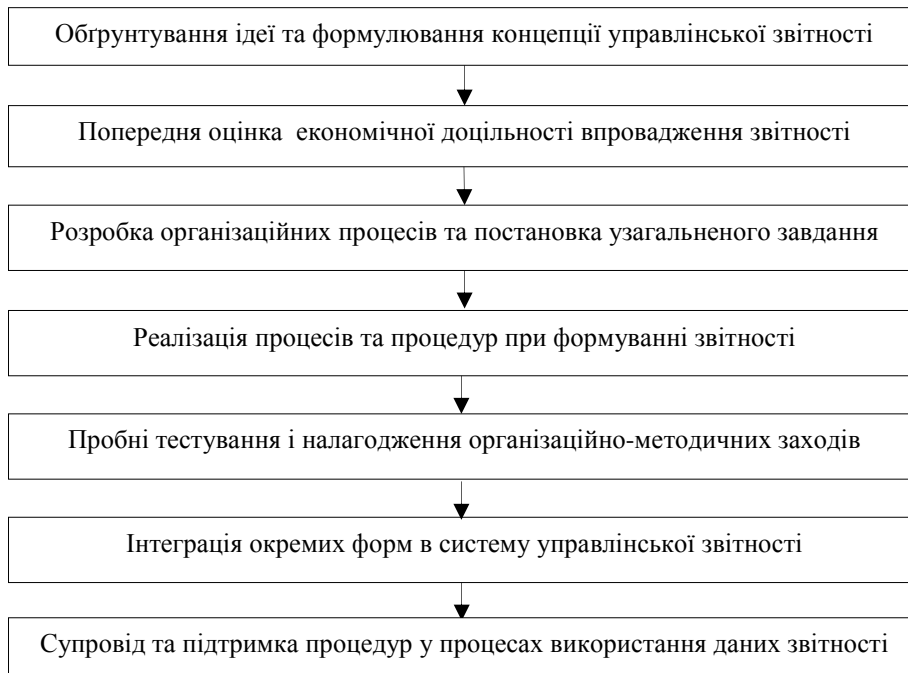 Обґрунтування ідеї та формулювання концепції управлінської звітності
Попередня оцінка економічної доцільності впровадження звітності
Розробка організаційних процесів та постановка узагальненого завдання
Реалізація процесів та процедур при формуванні звітності
Пробні тестування і налагодження організаційно-методичних заходів
Інтеграція окремих форм в систему управлінської звітності
Супровід та підтримка процедур у процесах використання даних звітності